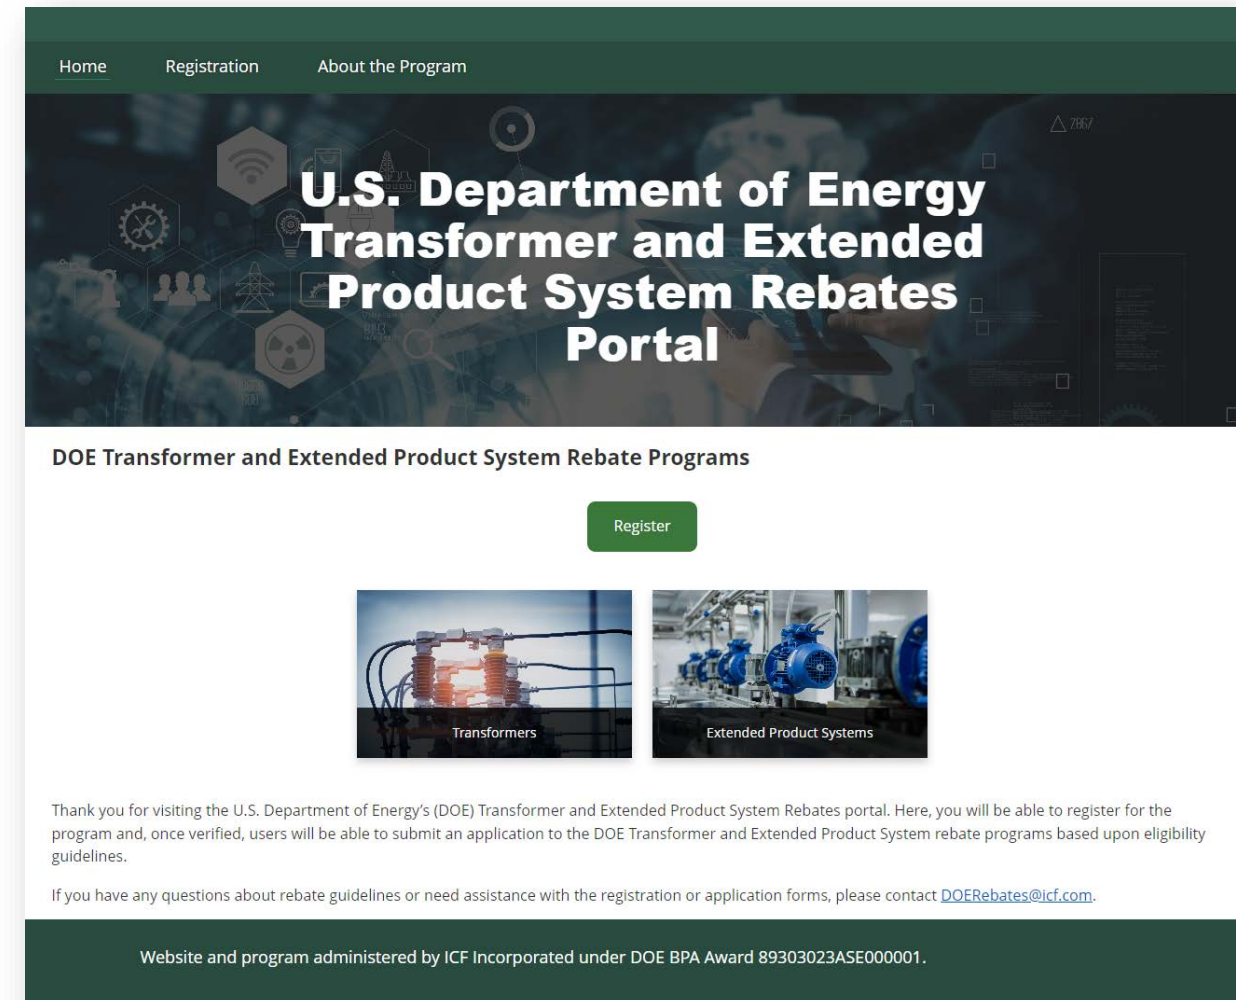 Home Registration About the Program
2867
U.S. Department of Energy
Transformer and Extended
Product System Rebates
Portal
DOE Transformer and Extended Product System Rebate Programs
Register
Transformers Extended Product Systems
Thank you for visiting the U.S. Department of Energy’s (DOE) Transformer and Extended Product System Rebates portal. Here, you will be able to register for the
program and, once verified, users will be able to submit an application to the DOE Transformer and Extended Product System rebate programs based upon eligibility
guidelines.
If you have any questions about rebate guidelines or need assistance with the registration or application forms, please contact DOERebates@icf.com.
Website and program administered by ICF Incorporated under DOE BPA Award 89303023ASE000001.